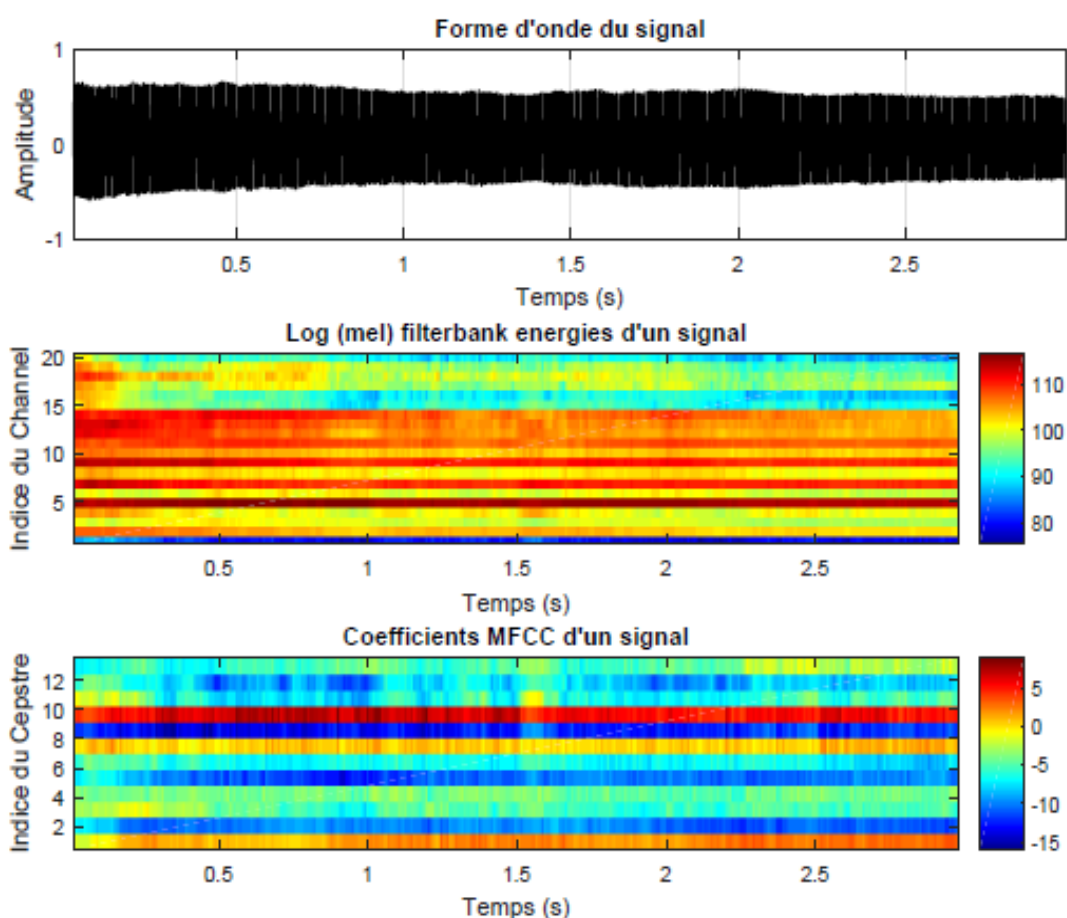 Forme d'onde du signal
1
0
-1
Amplitude
0.5 1 1.5 2 2.5
Temps (s)
Log (mel) filterbank energies d'un signal
20
15
10
5
Indice du Channel
110
100
90
80
0.5 1 1.5 2 2.5
Temps (s)
Coefficients MFCC d'un signal
12
10
8
6
4
2
Indice du Cepstre
5
0
-5
-10
-15
0.5 1 1.5 2 2.5
Temps (s)